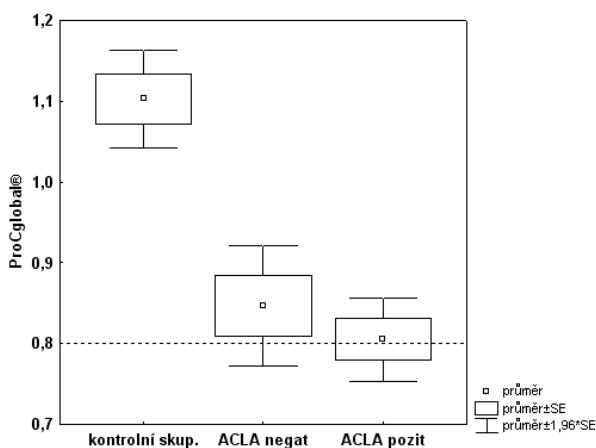 1,2
1,1
1,0
0,9
0,8
0,7
ProCglobal®
kontrolní skup.
ACLA negat
ACLA pozit
průměr
průměr±SE
průměr±1,96*SE